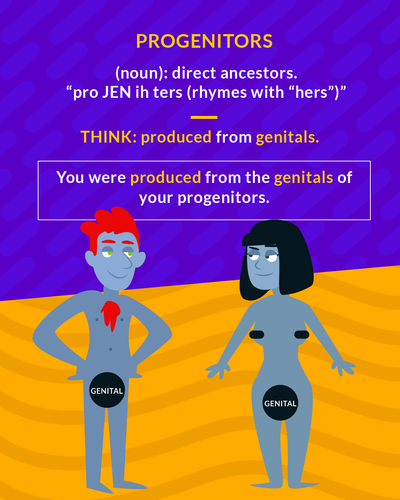 PROGENITORS
(noun): direct ancestors.
“pro JEN ih ters (rhymes with “hers”)”
THINK: produced from genitals.
You were produced from the genitals of
your progenitors.
GENITAL
GENITAL